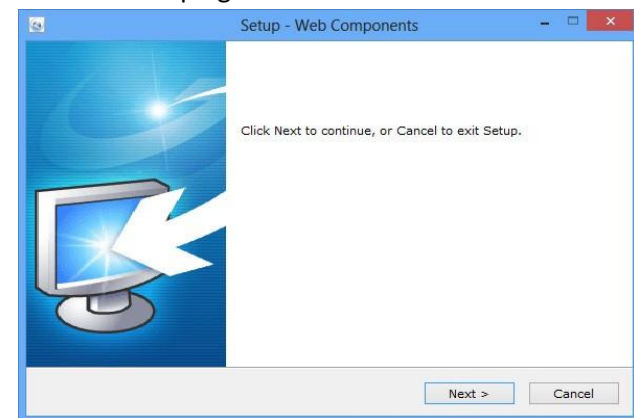 Setup - Web Components
Click Next to continue, or Cancel to exit Setup.
Next >
Cancel